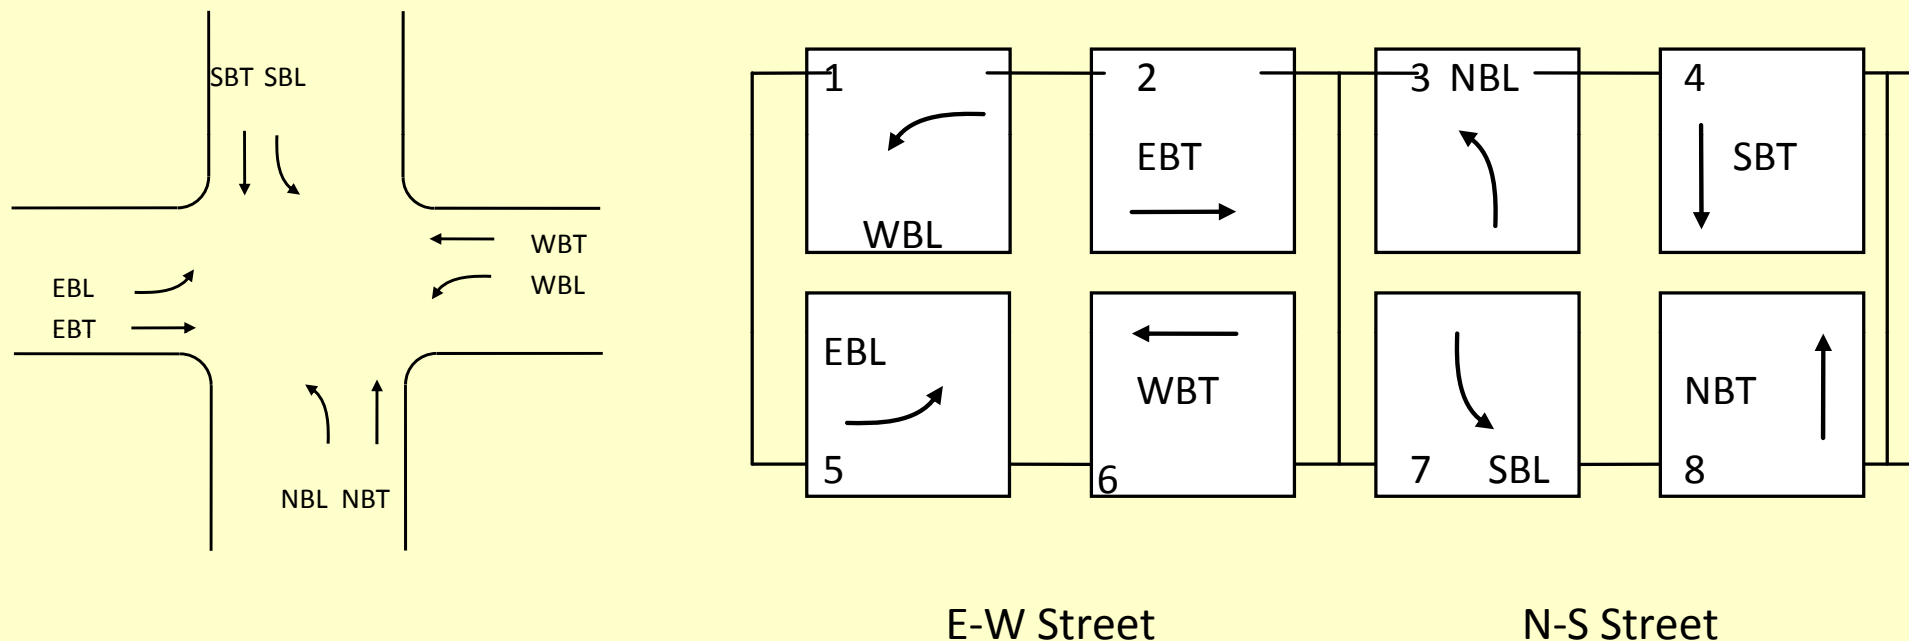 SBT SBL
WBT
WBL
EBL
EBT
NBL NBT
1
WBL
2
EBT
3 NBL
4
SBT
EBL
5
WBT
6
7 SBL
NBT
8
E-W Street
N-S Street